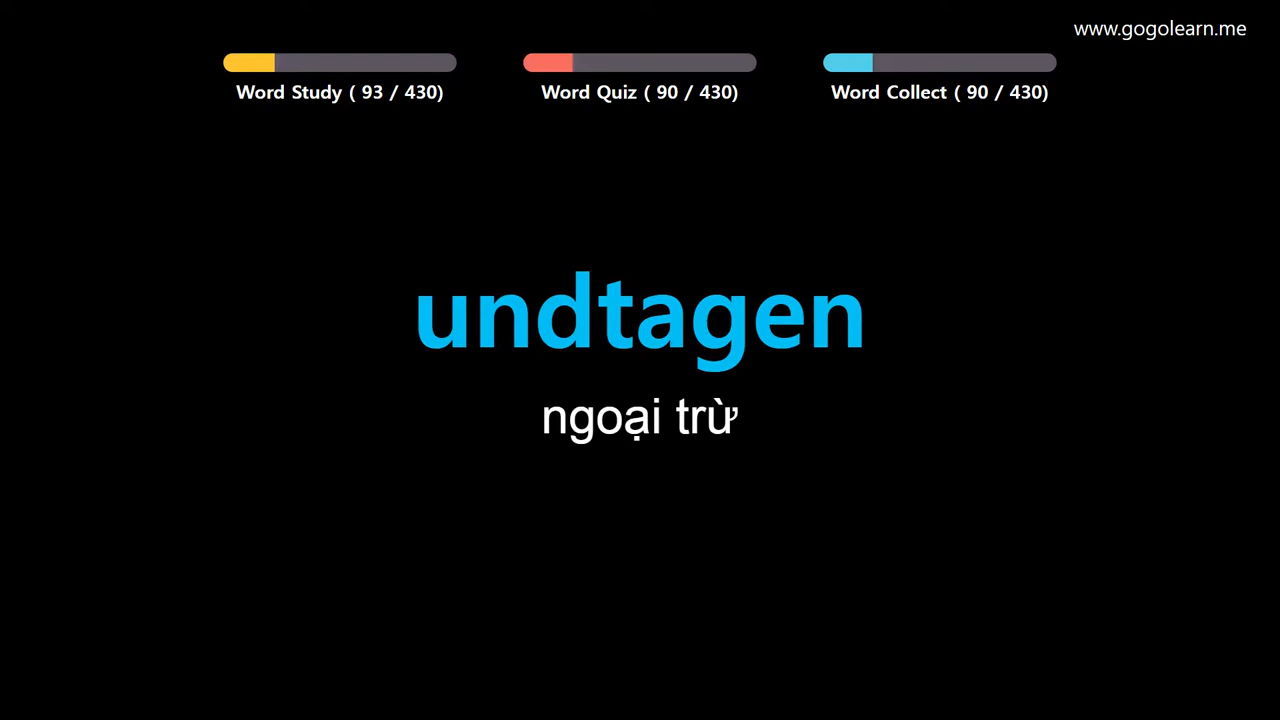 www.gogolearn.me
Word Study ( 93 / 430)
Word Quiz ( 90 / 430)
Word Collect ( 90 / 430)
undtagen
ngoại trừ